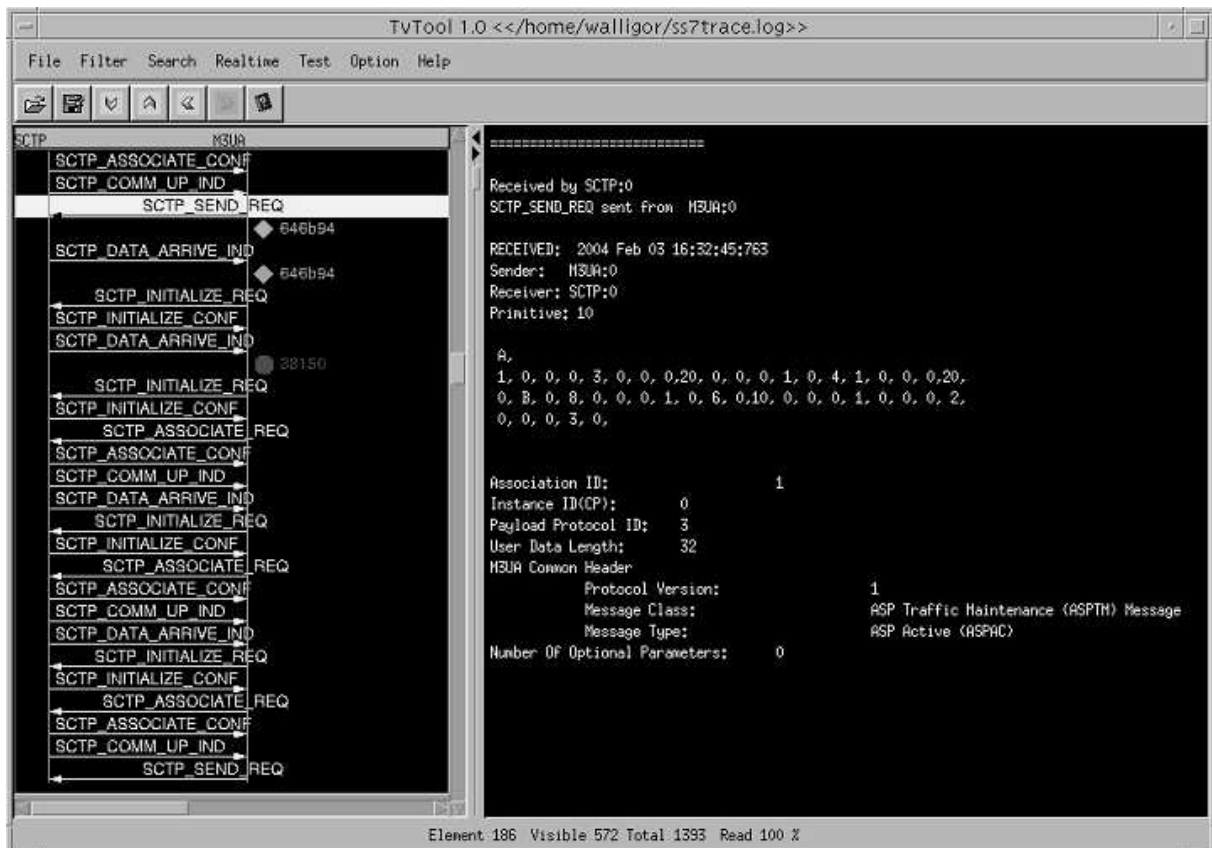 TvTool 1.0 <</home/walligor/ss7trace.log>>
File Filter Search Realtime Test Option Help
SCTP M3UA
SCTP_ASSOCIATE_CONF
SCTP_COMM_UP_IND
SCTP_SEND_REQ
646b94
SCTP_DATA_ARRIVE_IND
646b94
SCTP_INITIALIZE_REQ
SCTP_INITIALIZE_CONF
SCTP_DATA_ARRIVE_IND
38150
SCTP_INITIALIZE_REQ
SCTP_INITIALIZE_CONF
SCTP_ASSOCIATE_REQ
SCTP_ASSOCIATE_CONF
SCTP_COMM_UP_IND
SCTP_DATA_ARRIVE_IND
SCTP_INITIALIZE_REQ
SCTP_INITIALIZE_CONF
SCTP_ASSOCIATE_REQ
SCTP_ASSOCIATE_CONF
SCTP_COMM_UP_IND
SCTP_DATA_ARRIVE_IND
SCTP_INITIALIZE_REQ
SCTP_INITIALIZE_CONF
SCTP_ASSOCIATE_REQ
SCTP_ASSOCIATE_CONF
SCTP_COMM_UP_IND
SCTP_SEND_REQ
===========================
Received by SCTP:0
SCTP_SEND_REQ sent from M3UA:0
RECEIVED: 2004 Feb 03 16:32:45:763
Sender: M3UA:0
Receiver: SCTP:0
Primitive: 10
A,
1, 0, 0, 0, 3, 0, 0, 0,20, 0, 0, 0, 1, 0, 4, 1, 0, 0, 0,20,
0, B, 0, 8, 0, 0, 0, 1, 0, 6, 0,10, 0, 0, 0, 1, 0, 0, 0, 2,
0, 0, 0, 3, 0,
Association ID: 1
Instance ID(CP): 0
Payload Protocol ID: 3
User Data Length: 32
M3UA Common Header
Protocol Version: 1
Message Class: ASP Traffic Maintenance (ASPTM) Message
Message Type: ASP Active (ASPAC)
Number Of Optional Parameters: 0
Element 186 Visible 572 Total 1393 Read 100 %